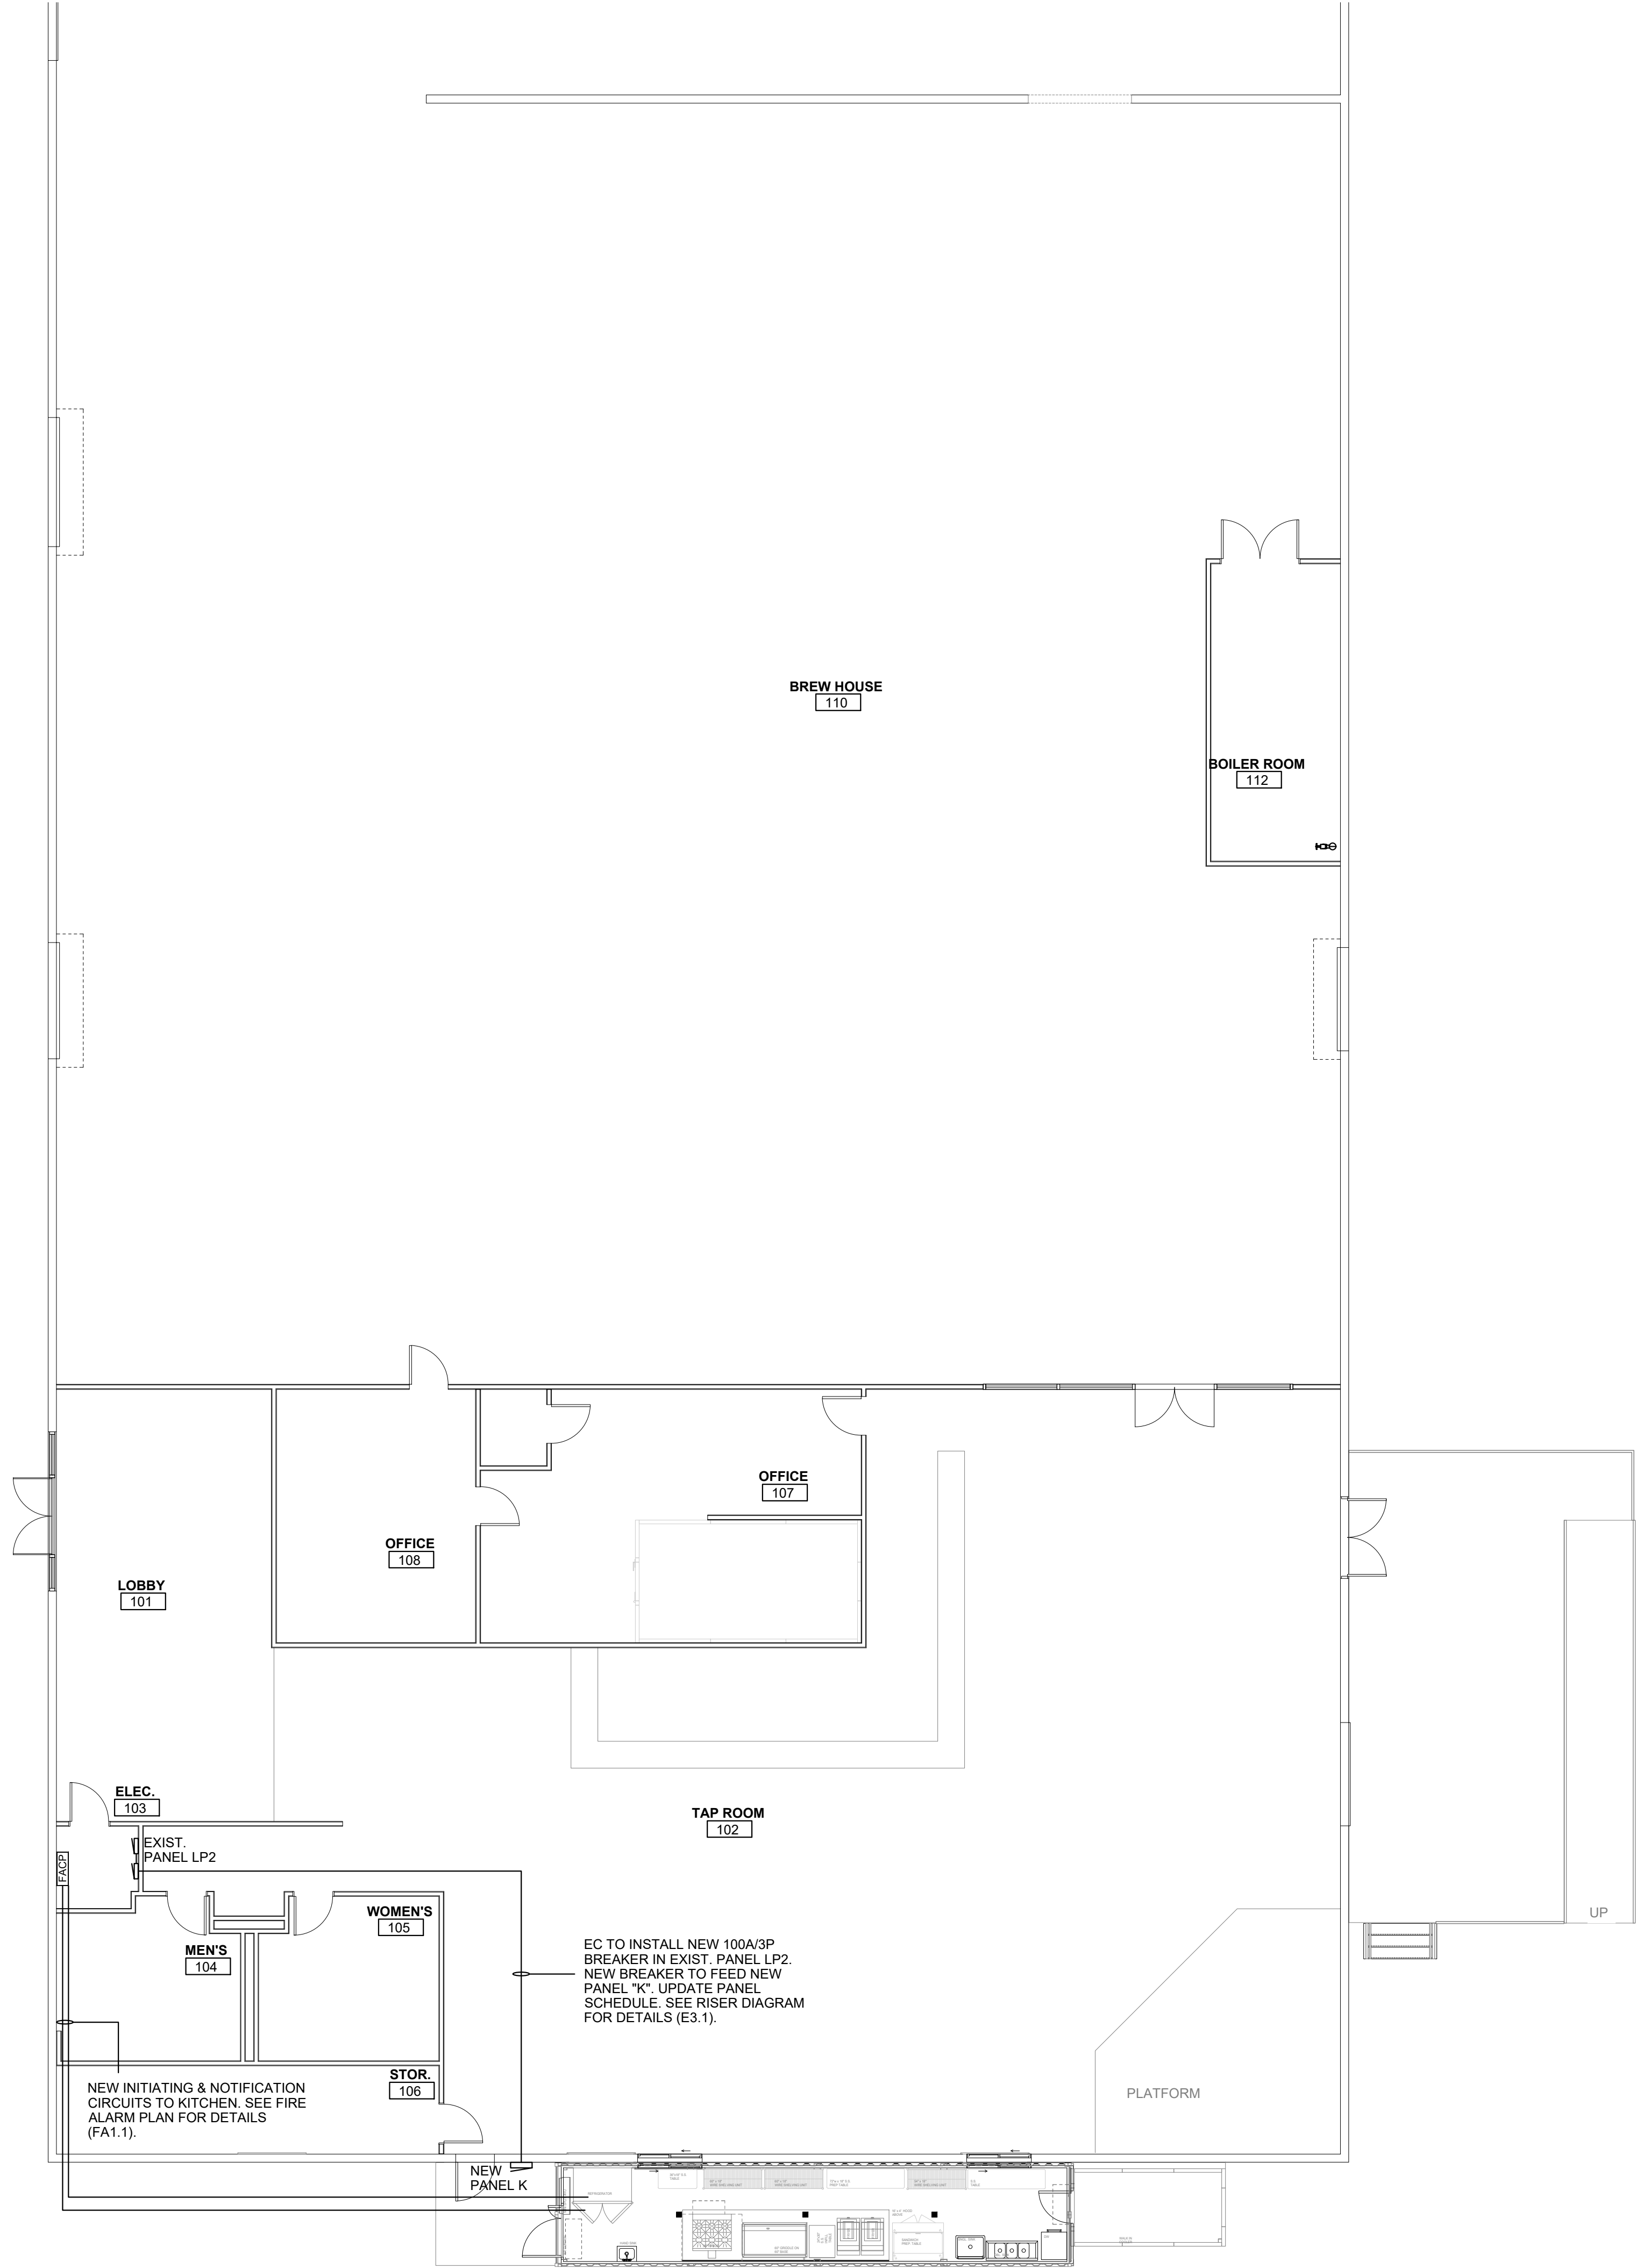 BREW HOUSE
110
BOILER ROOM
112
OFFICE
107
OFFICE
108
LOBBY
101
ELEC.
103
TAP ROOM
102
EXIST.
PANEL LP2
FACP
WOMEN'S
105
MEN'S
104
UP
EC TO INSTALL NEW 100A/3P
BREAKER IN EXIST. PANEL LP2.
NEW BREAKER TO FEED NEW
PANEL "K". UPDATE PANEL
SCHEDULE. SEE RISER DIAGRAM
FOR DETAILS (E3.1).
STOR.
106
NEW INITIATING & NOTIFICATION
CIRCUITS TO KITCHEN. SEE FIRE
ALARM PLAN FOR DETAILS
(FA1.1).
PLATFORM
NEW
PANEL K
REFRIGERATOR
HAND SINK